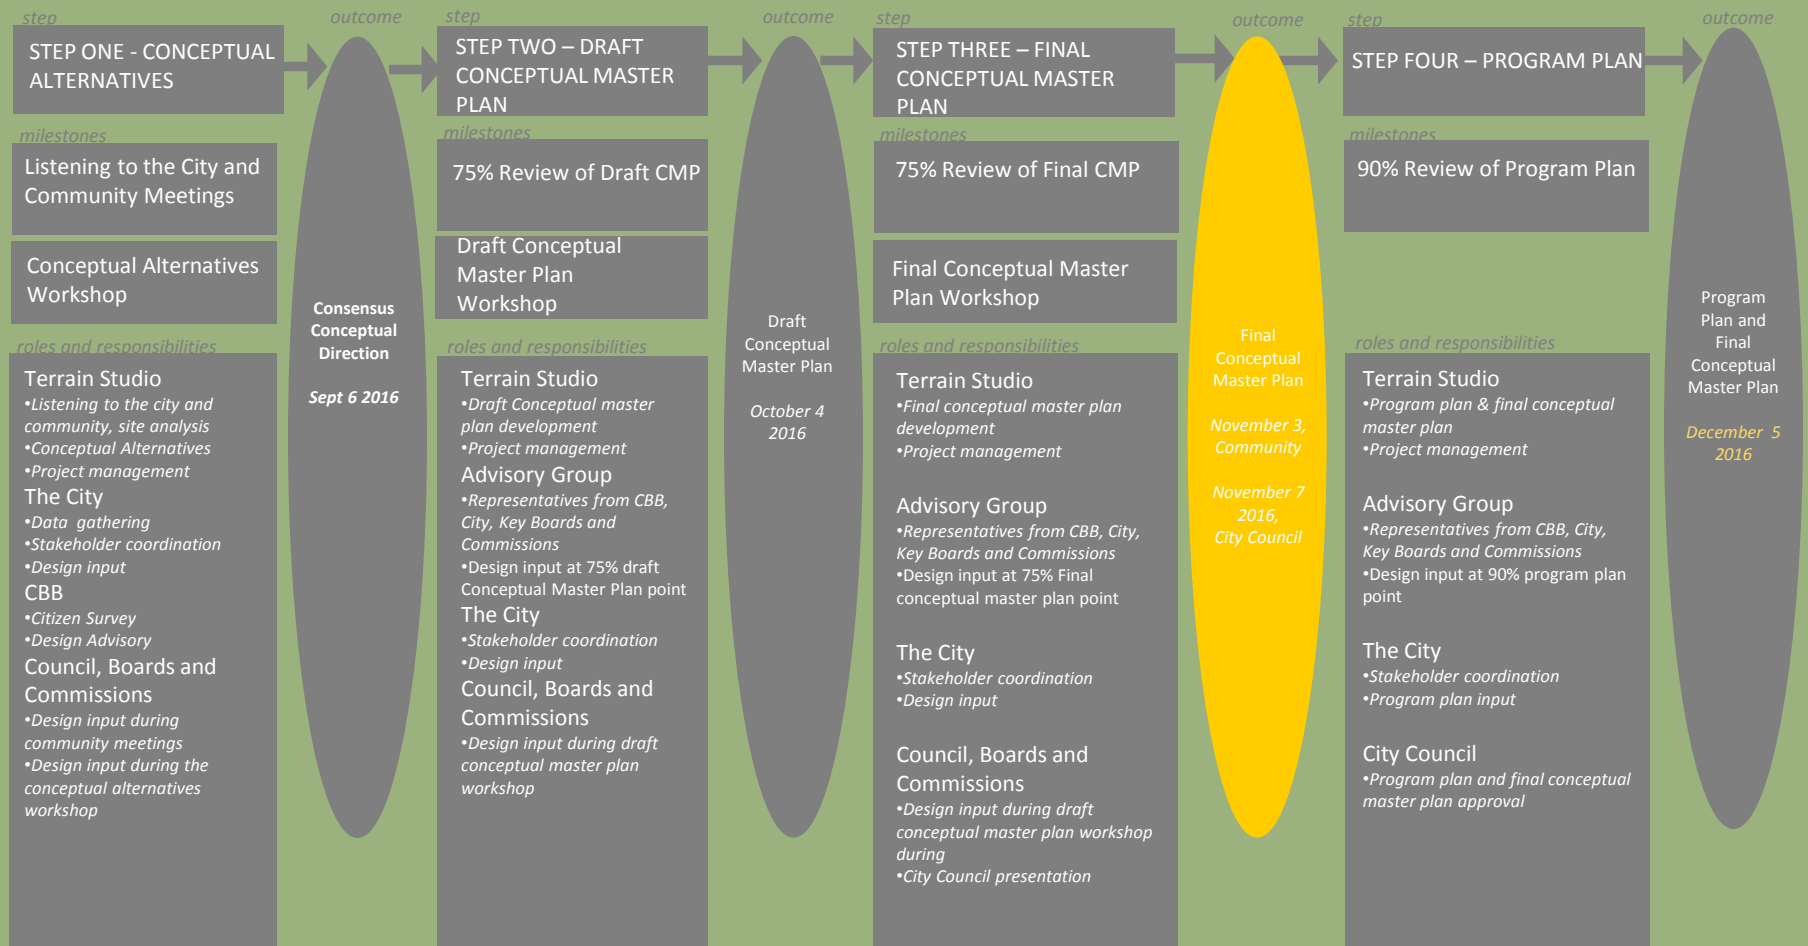 step
STEP ONE - CONCEPTUAL
ALTERNATIVES
milestones
Listening to the City and
Community Meetings
Conceptual Alternatives
Workshop
roles and responsibilities
Terrain Studio
•Listening to the city and
community, site analysis
•Conceptual Alternatives
•Project management
The City
•Data gathering
•Stakeholder coordination
•Design input
CBB
•Citizen Survey
•Design Advisory
Council, Boards and
Commissions
•Design input during
community meetings
•Design input during the
conceptual alternatives
workshop
outcome
Consensus
Conceptual
Direction
Sept 6 2016
step
STEP TWO – DRAFT
CONCEPTUAL MASTER
PLAN
milestones
75% Review of Draft CMP
Draft Conceptual
Master Plan
Workshop
roles and responsibilities
Terrain Studio
•Draft Conceptual master
plan development
•Project management
Advisory Group
•Representatives from CBB,
City, Key Boards and
Commissions
•Design input at 75% draft
Conceptual Master Plan point
The City
•Stakeholder coordination
•Design input
Council, Boards and
Commissions
•Design input during draft
conceptual master plan
workshop
outcome
Draft
Conceptual
Master Plan
October 4
2016
step
STEP THREE – FINAL
CONCEPTUAL MASTER
PLAN
milestones
75% Review of Final CMP
Final Conceptual Master
Plan Workshop
roles and responsibilities
Terrain Studio
•Final conceptual master plan
development
•Project management
Advisory Group
•Representatives from CBB, City,
Key Boards and Commissions
•Design input at 75% Final
conceptual master plan point
The City
•Stakeholder coordination
•Design input
Council, Boards and
Commissions
•Design input during draft
conceptual master plan workshop
during
•City Council presentation
outcome
Final
Conceptual
Master Plan
November 3,
Community
November 7
2016,
City Council
step
STEP FOUR – PROGRAM PLAN
milestones
90% Review of Program Plan
roles and responsibilities
Terrain Studio
•Program plan & final conceptual
master plan
•Project management
Advisory Group
•Representatives from CBB, City,
Key Boards and Commissions
•Design input at 90% program plan
point
The City
•Stakeholder coordination
•Program plan input
City Council
•Program plan and final conceptual
master plan approval
outcome
Program
Plan and
Final
Conceptual
Master Plan
December 5
2016